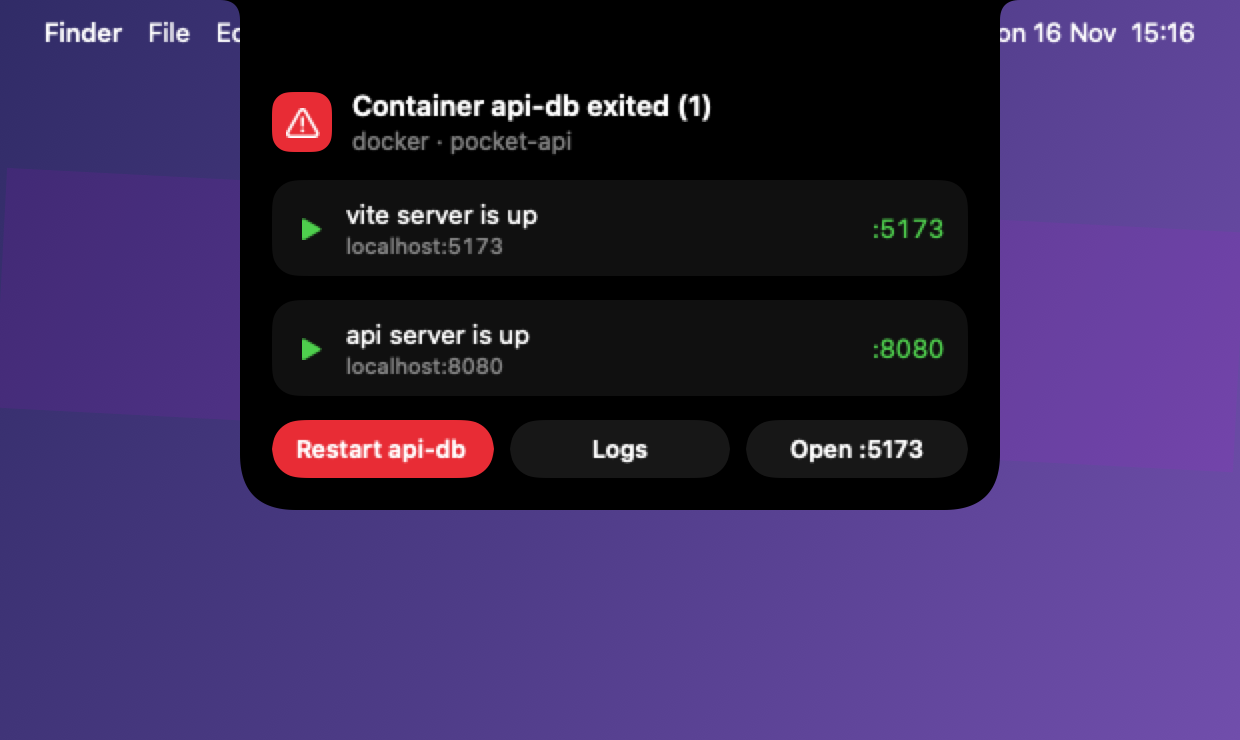 Finder File
16 Nov 15:16
Container api-db exited (1)
docker · pocket-api
vite server is up
localhost:5173
:5173
api server is up
localhost:8080
:8080
Restart api-db
Logs
Open :5173